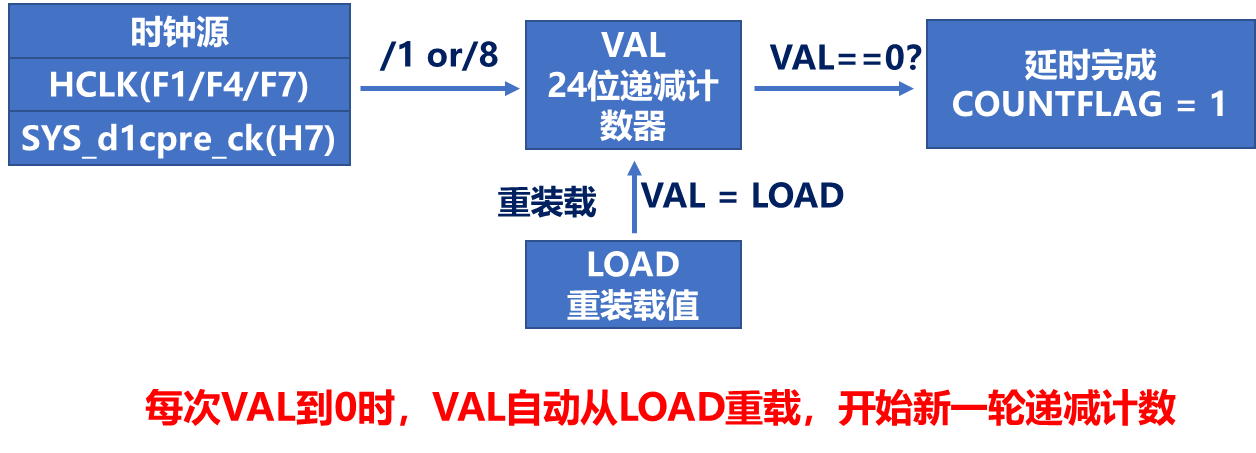 时钟源
HCLK(F1/F4/F7)
SYS_d1cpre_ck(H7)
/1 or/8
VAL
24位递减计
数器
VAL==0?
延时完成
COUNTFLAG = 1
重装载
VAL = LOAD
LOAD
重装载值
每次VAL到0时，VAL自动从LOAD重载，开始新一轮递减计数